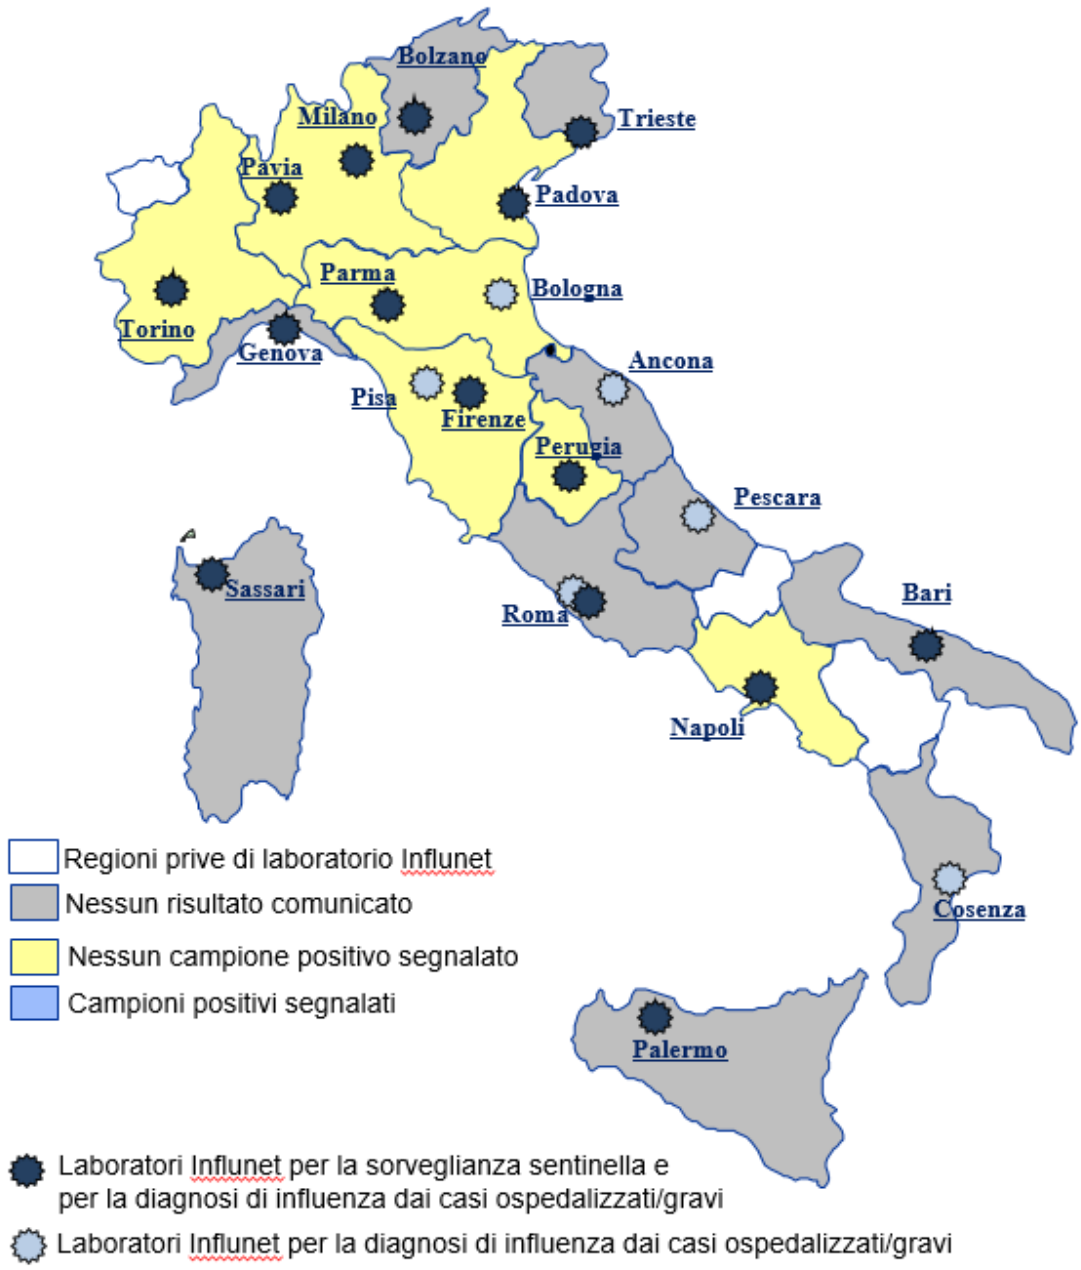 Bolzano
Milano
Trieste
Pavia
Padova
Parma
Bologna
Torino
Genova
Ancona
Pisa
Firenze
Perugia
Pescara
Sassari
Roma
Bari
Napoli
Regioni prive di laboratorio Influnet
Nessun risultato comunicato
Cosenza
Nessun campione positivo segnalato
Campioni positivi segnalati
Palermo
Laboratori Influnet per la sorveglianza sentinella e
per la diagnosi di influenza dai casi ospedalizzati/gravi
Laboratori Influnet per la diagnosi di influenza dai casi ospedalizzati/gravi